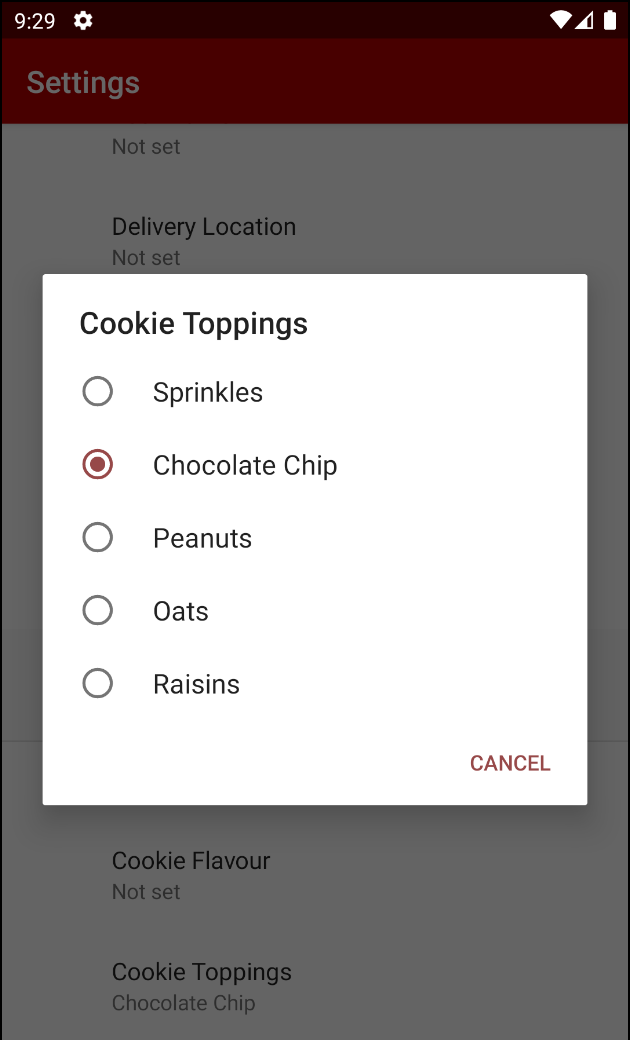 9:29
Settings
Not set
Delivery Location
Not set
Cookie Toppings
Sprinkles
Chocolate Chip
Peanuts
Oats
Raisins
CANCEL
Cookie Flavour
Not set
Cookie Toppings
Chocolate Chip